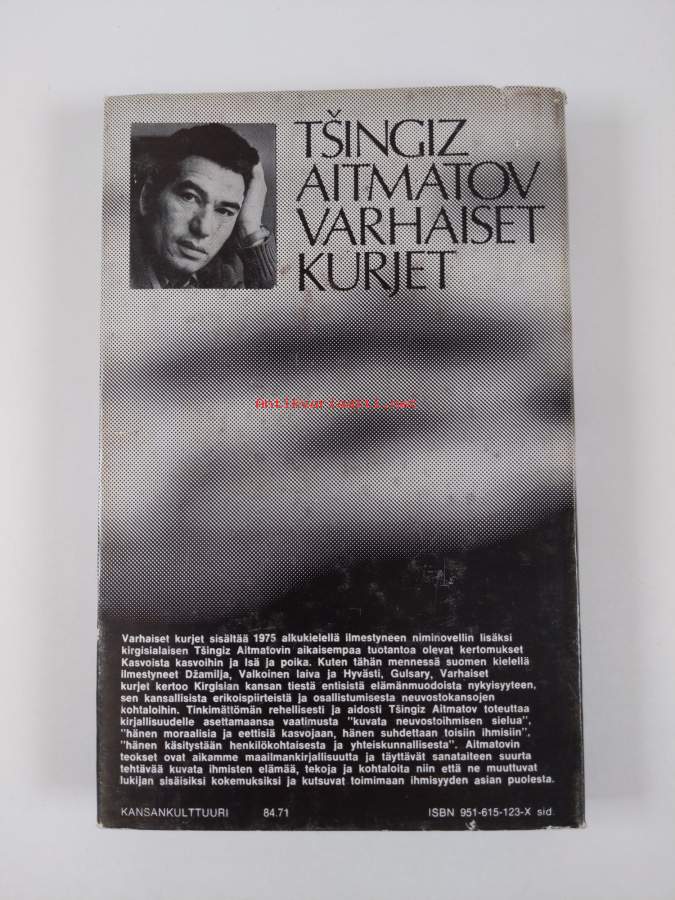 TŠINGIZ
AITMATOV
VARHAISET
KURJET
Antikvariaatti.net
Varhaiset kurjet sisältää 1975 alkukielellä ilmestyneen niminovellin lisäksi
kirgisialaisen Tšingiz Aitmatovin aikaisempaa tuotantoa olevat kertomukset
Kasvoista kasvoihin ja Isä ja poika. Kuten tähän mennessä suomen kielellä
ilmestyneet Džamilja, Valkoinen laiva ja Hyvästi, Gulsary, Varhaiset
kurjet kertoo Kirgisian kansan tiestä entisistä elämänmuodoista nykyisyyteen,
sen kansallisista erikoispiirteistä ja osallistumisesta neuvostokansojen
kohtaloihin. Tinkimättömän rehellisesti ja aidosti Tšingiz Aitmatov toteuttaa
kirjallisuudelle asettamaansa vaatimusta "kuvata neuvostoihmisen sielua",
"hänen moraalisia ja eettisiä kasvojaan, hänen suhdettaan toisiin ihmisiin",
"hänen käsitystään henkilökohtaisesta ja yhteiskunnallisesta". Aitmatovin
teokset ovat aikamme maailmankirjallisuutta ja täyttävät sanataiteen suurta
tehtävää kuvata ihmisten elämää, tekoja ja kohtaloita niin että ne muuttuvat
lukijan sisäisiksi kokemuksiksi ja kutsuvat toimimaan ihmisyyden asian puolesta.
KANSANKULTTUURI 84.71 ISBN 951-615-123-X sid.